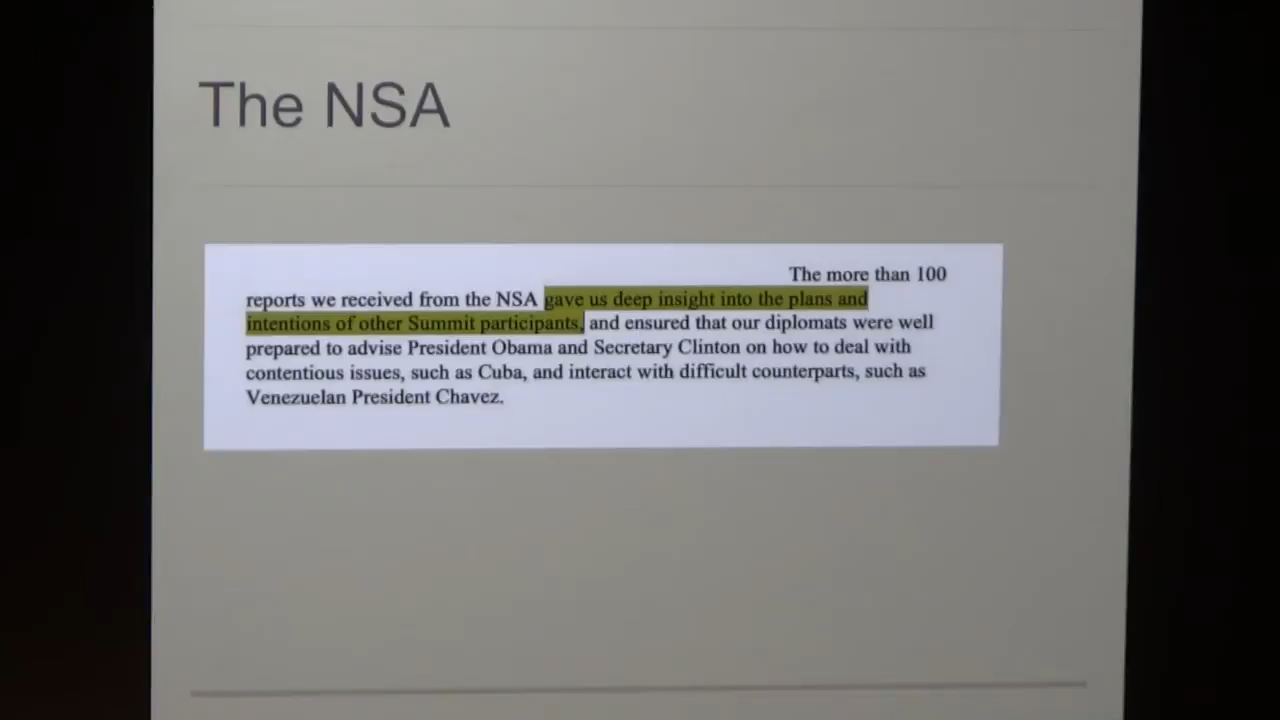 The NSA
The more than 100
reports we received from the NSA gave us deep insight into the plans and
intentions of other Summit participants, and ensured that our diplomats were well
prepared to advise President Obama and Secretary Clinton on how to deal with
contentious issues, such as Cuba, and interact with difficult counterparts, such as
Venezuelan President Chavez.